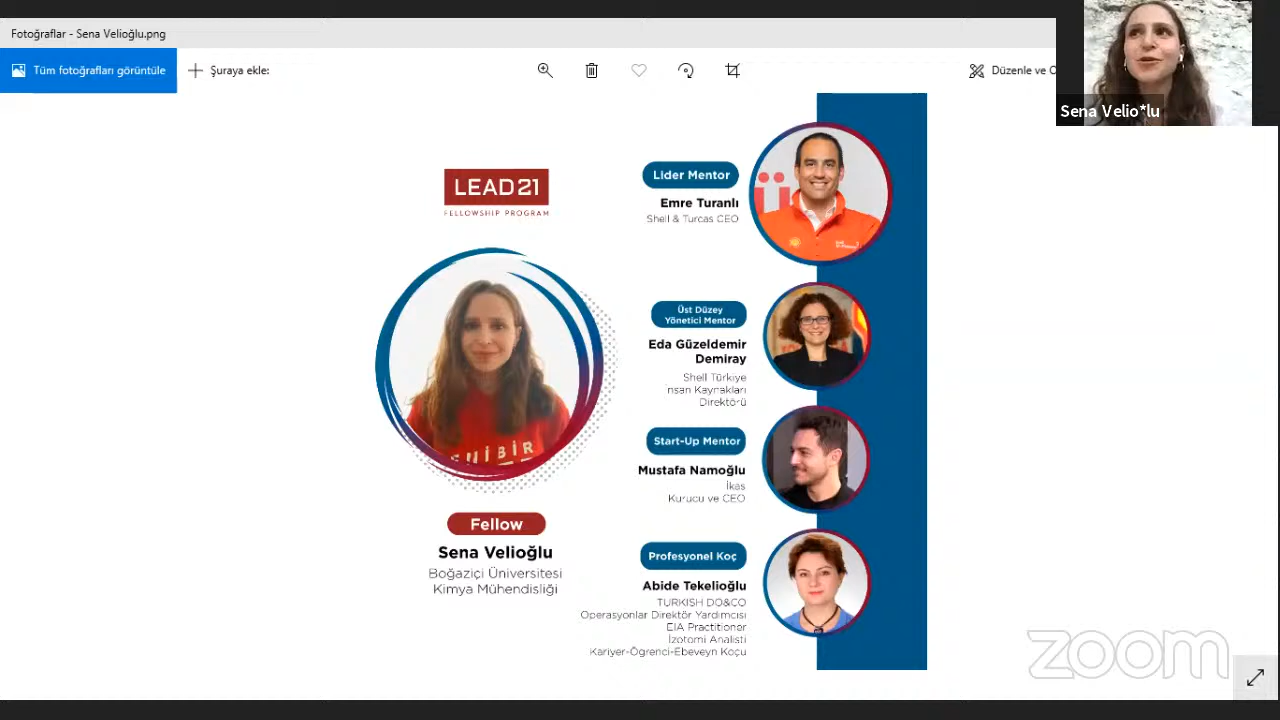 Fotoğraflar - Sena Velioğlu.png
Tüm fotoğrafları görüntüle
Şuraya ekle:
Düzenle ve O
Sena Velio*lu
LEAD21
FELLOWSHIP PROGRAM
Fellow
Sena Velioğlu
Boğaziçi Üniversitesi
Kimya Mühendisliği
Lider Mentor
Emre Turanlı
Shell & Turcas CEO
Üst Düzey
Yönetici Mentor
Eda Güzeldemir
Demiray
Shell Türkiye
nsan Kaynakları
Direktörü
Start-Up Mentor
Mustafa Namoğlu
İkas
Kurucu ve CEO
Profesyonel Koç
Abide Tekelioğlu
TURKISH DO&CO
Operasyonlar Direktör Yardımcısı
EIA Practitioner
İzotomi Analisti
Kariyer-Öğrenci-Ebeveyn Koçu
zoom